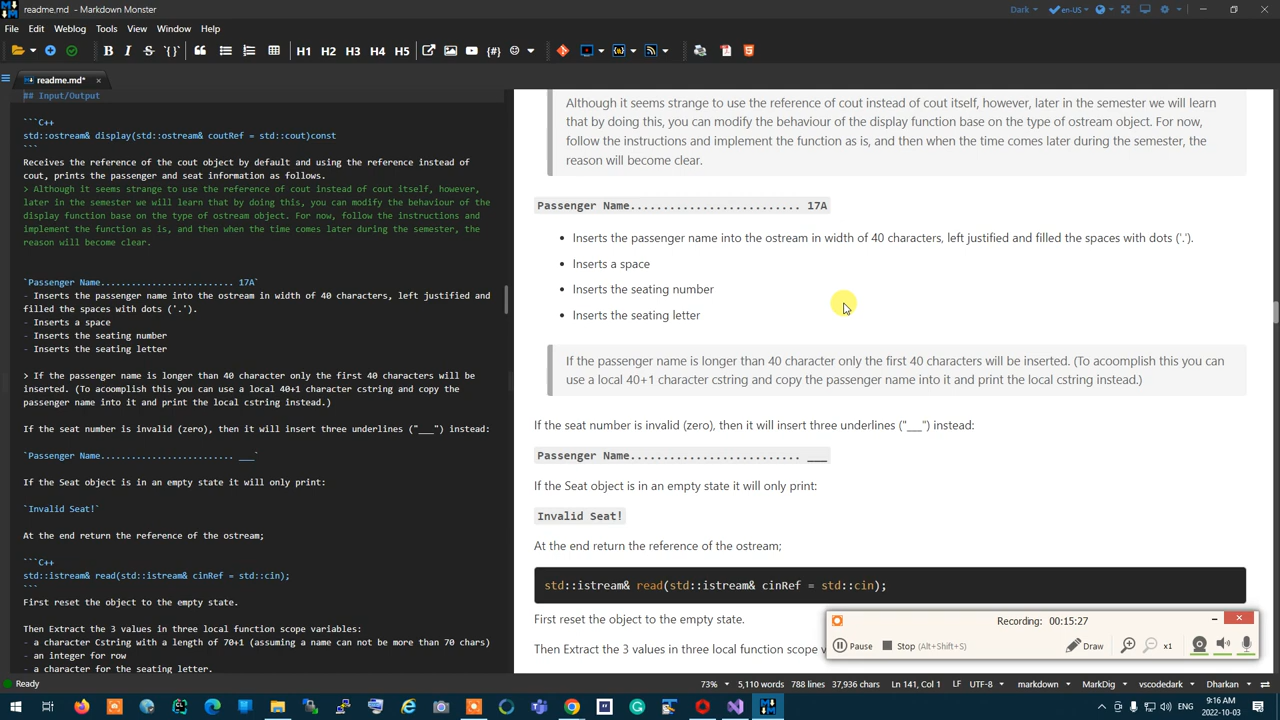 readme.md* - Markdown Monster
Dark
en-US
File Edit Weblog Tools View Window Help
B I S H1 H2 H3 H4 H5 {#}
readme.md*
## Input/Output
```C++
std::ostream& display(std::ostream& coutRef = std::cout)const
```
Receives the reference of the cout object by default and using the reference instead of
cout, prints the passenger and seat information as follows.
> Although it seems strange to use the reference of cout instead of cout itself, however,
later in the semester we will learn that by doing this, you can modify the behaviour of the
display function base on the type of ostream object. For now, follow the instructions and
implement the function as is, and then when the time comes later during the semester, the
reason will become clear.
`Passenger Name.......................... 17A`
- Inserts the passenger name into the ostream in width of 40 characters, left justified and
filled the spaces with dots ('.').
- Inserts a space
- Inserts the seating number
- Inserts the seating letter
> If the passenger name is longer than 40 character only the first 40 characters will be
inserted. (To acoomplish this you can use a local 40+1 character cstring and copy the
passenger name into it and print the local cstring instead.)
If the seat number is invalid (zero), then it will insert three underlines ("___") instead:
`Passenger Name.......................... ___`
If the Seat object is in an empty state it will only print:
`Invalid Seat!`
At the end return the reference of the ostream;
```C++
std::istream& read(std::istream& cinRef = std::cin);
```
First reset the object to the empty state.
Then Extract the 3 values in three local function scope variables:
- a character Cstring with a length of 70+1 (assuming a name can not be more than 70 chars)
- an integer for row
- a character for the seating letter.
Although it seems strange to use the reference of cout instead of cout itself, however, later in the semester we will learn
that by doing this, you can modify the behaviour of the display function base on the type of ostream object. For now,
follow the instructions and implement the function as is, and then when the time comes later during the semester, the
reason will become clear.
Passenger Name.......................... 17A
• Inserts the passenger name into the ostream in width of 40 characters, left justified and filled the spaces with dots ('.').
• Inserts a space
• Inserts the seating number
• Inserts the seating letter
If the passenger name is longer than 40 character only the first 40 characters will be inserted. (To acoomplish this you can
use a local 40+1 character cstring and copy the passenger name into it and print the local cstring instead.)
If the seat number is invalid (zero), then it will insert three underlines ("___") instead:
Passenger Name.......................... ___
If the Seat object is in an empty state it will only print:
Invalid Seat!
At the end return the reference of the ostream;
std::istream& read(std::istream& cinRef = std::cin);
First reset the object to the empty state.
Then Extract the 3 values in three local function scope v
Recording: 00:15:27
Pause Stop (Alt+Shift+S) Draw x1
Ready 73% 5,110 words 788 lines 37,936 chars Ln 141, Col 1 LF UTF-8 markdown MarkDig vscodedark Dharkan
9:16 AM
2022-10-03